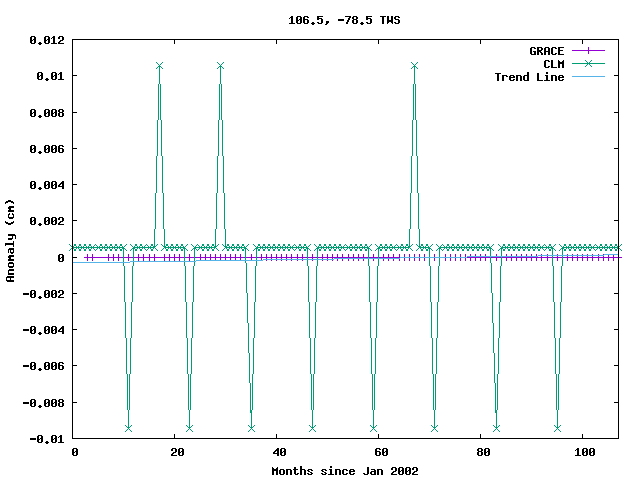 106.5, -78.5 TWS
GRACE
CLM
Trend Line
0.012
0.01
0.008
0.006
0.004
0.002
0
-0.002
-0.004
-0.006
-0.008
-0.01
Anomaly (cm)
0 20 40 60 80 100
Months since Jan 2002